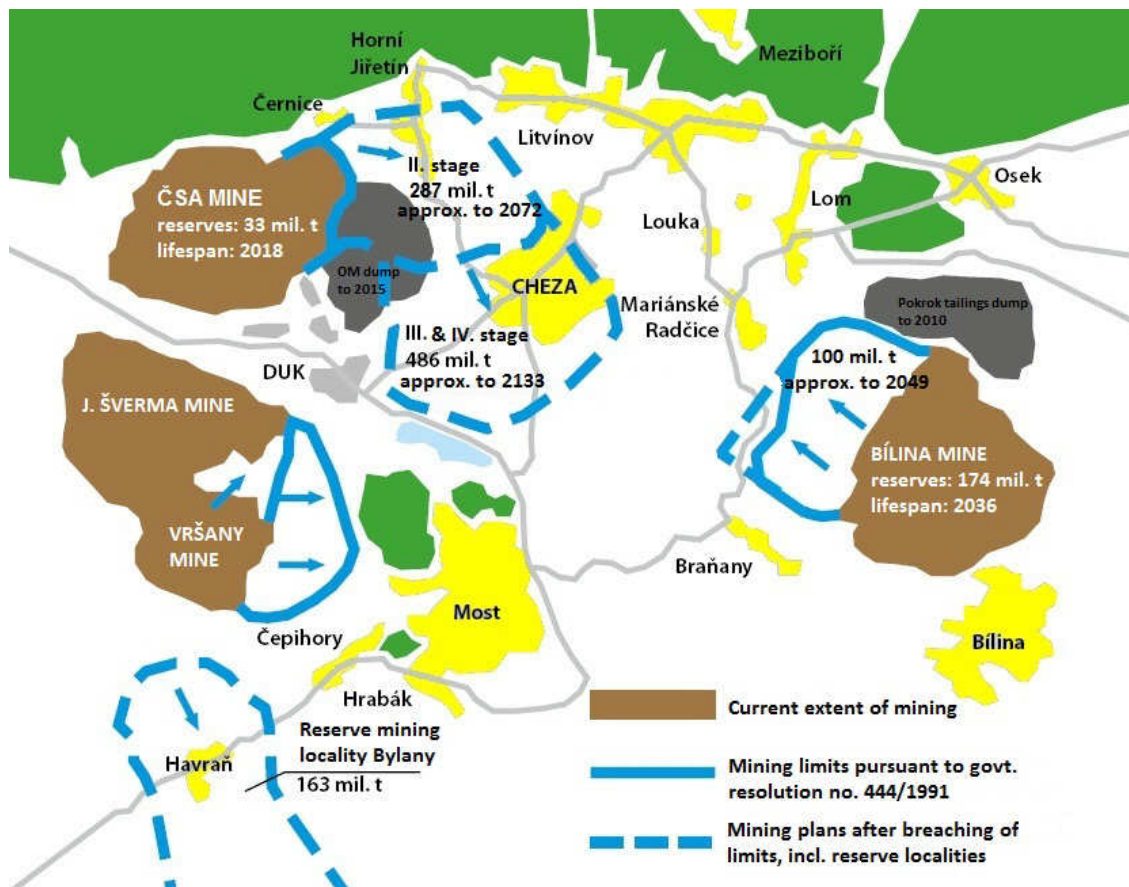 Horní
Jiřetín
Meziboří
Černice
Litvínov
Osek
II. stage
287 mil. t
approx. to 2072
ČSA MINE
reserves: 33 mil. t
lifespan: 2018
Lom
Louka
OM dump
to 2015
CHEZA
Mariánské
Radčice
Pokrok tailings dump
to 2010
III. & IV. stage
486 mil. t
approx. to 2133
100 mil. t
approx. to 2049
DUK
J. ŠVERMA MINE
BÍLINA MINE
reserves: 174 mil. t
lifespan: 2036
VRŠANY
MINE
Braňany
Most
Čepihory
Bílina
Hrabák
Reserve mining
locality Bylany
163 mil. t
Havraň
Current extent of mining
Mining limits pursuant to govt.
resolution no. 444/1991
Mining plans after breaching of
limits, incl. reserve localities